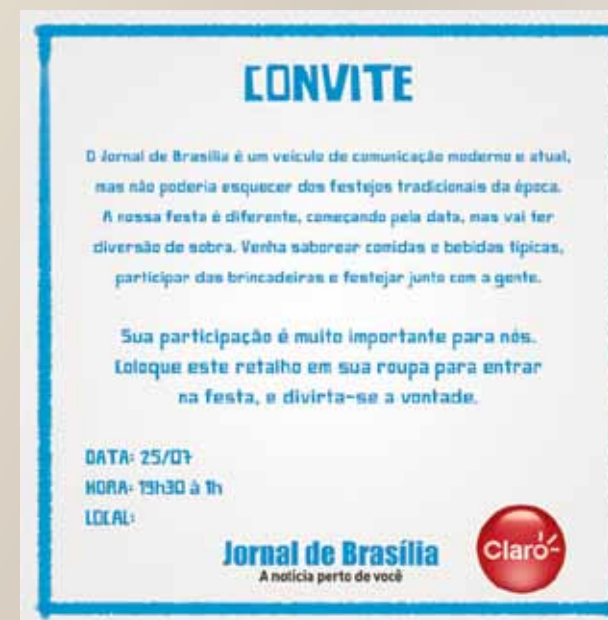 CONVITE
O Jornal de Brasília é um veículo de comunicação moderno e atual,
mas não poderia esquecer dos festejos tradicionais da época.
A nossa festa é diferente, começando pela data, mas vai ter
diversão de sobra. Venha saborear comidas e bebidas típicas,
participar das brincadeiras e festejar junto com a gente.
Sua participação é muito importante para nós.
Coloque este retalho em sua roupa para entrar
na festa, e divirta-se a vontade.
DATA: 25/07
HORA: 19h30 à 1h
LOCAL:
Jornal de Brasília
A notícia perto de você
Claro